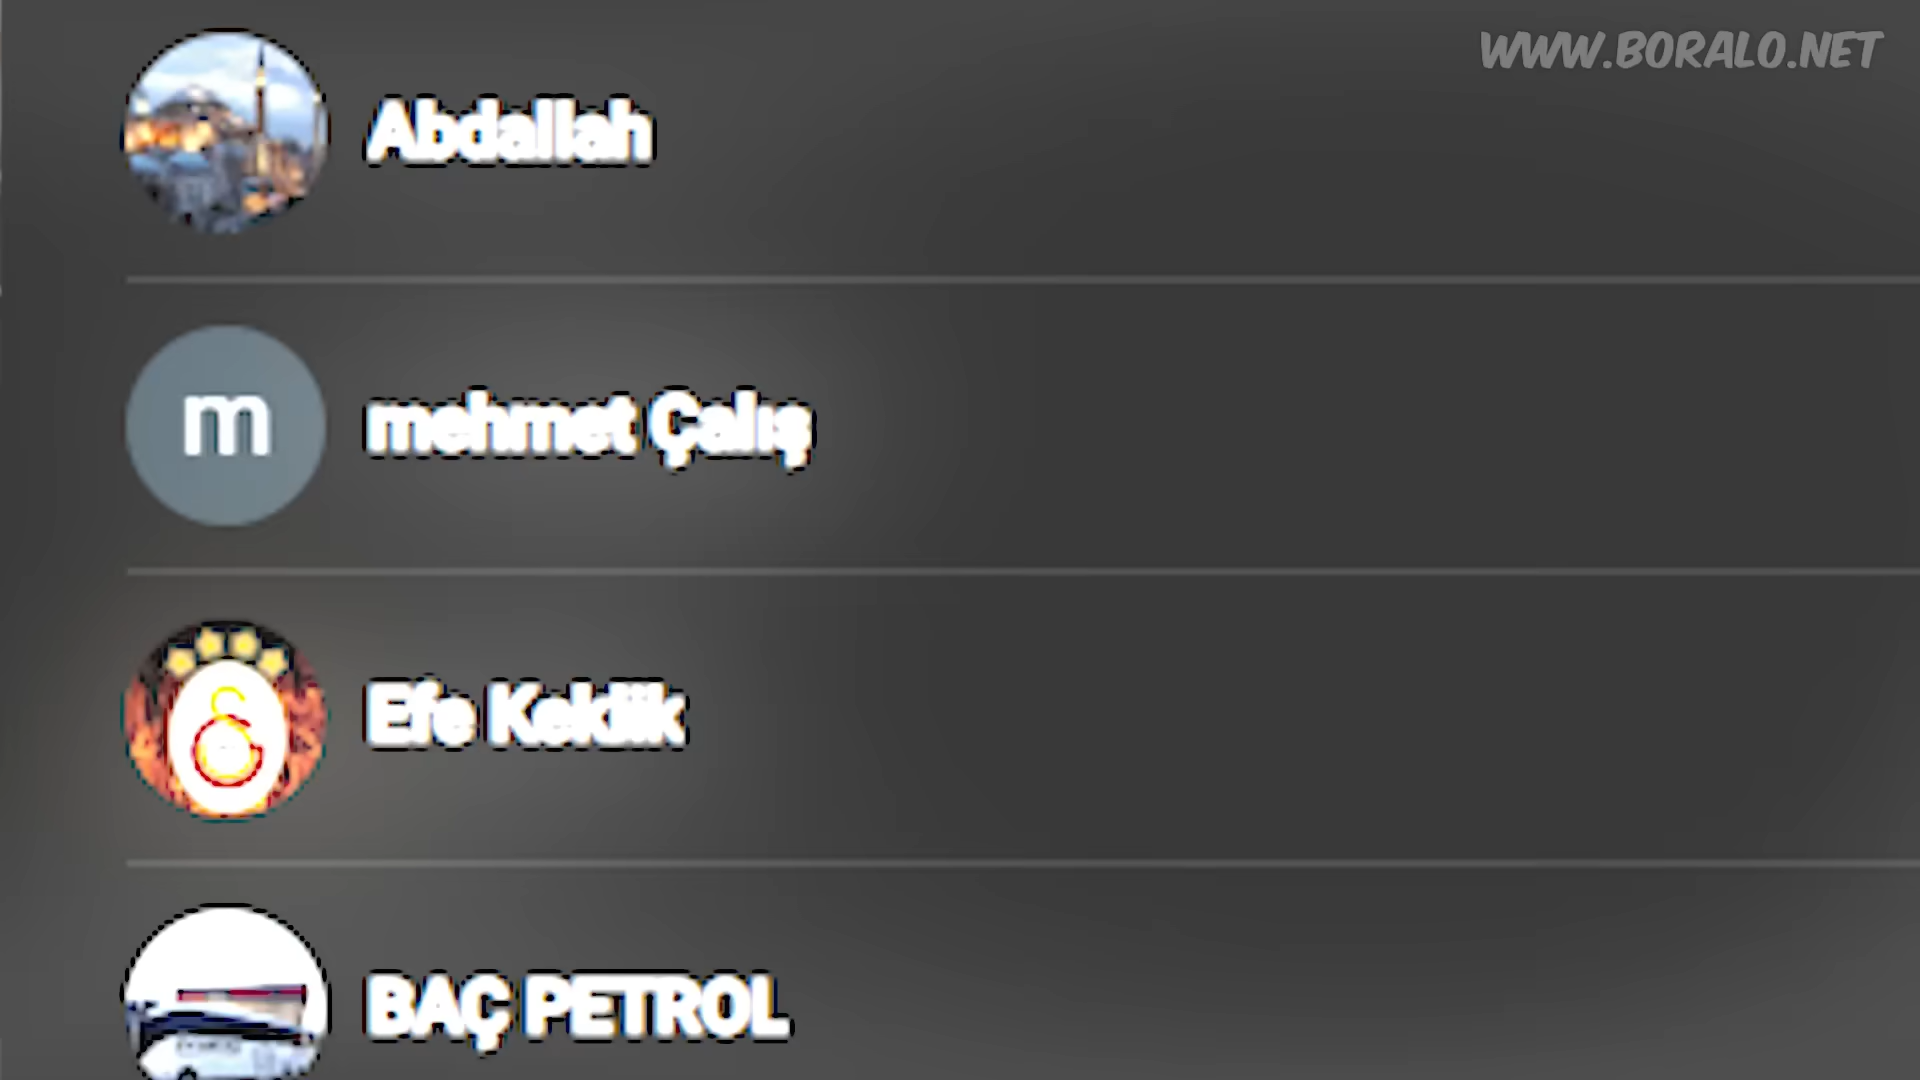 WWW.BORALO.NET
Abdallah
m
mehmet Çalış
Efe Keklik
BAÇ PETROL